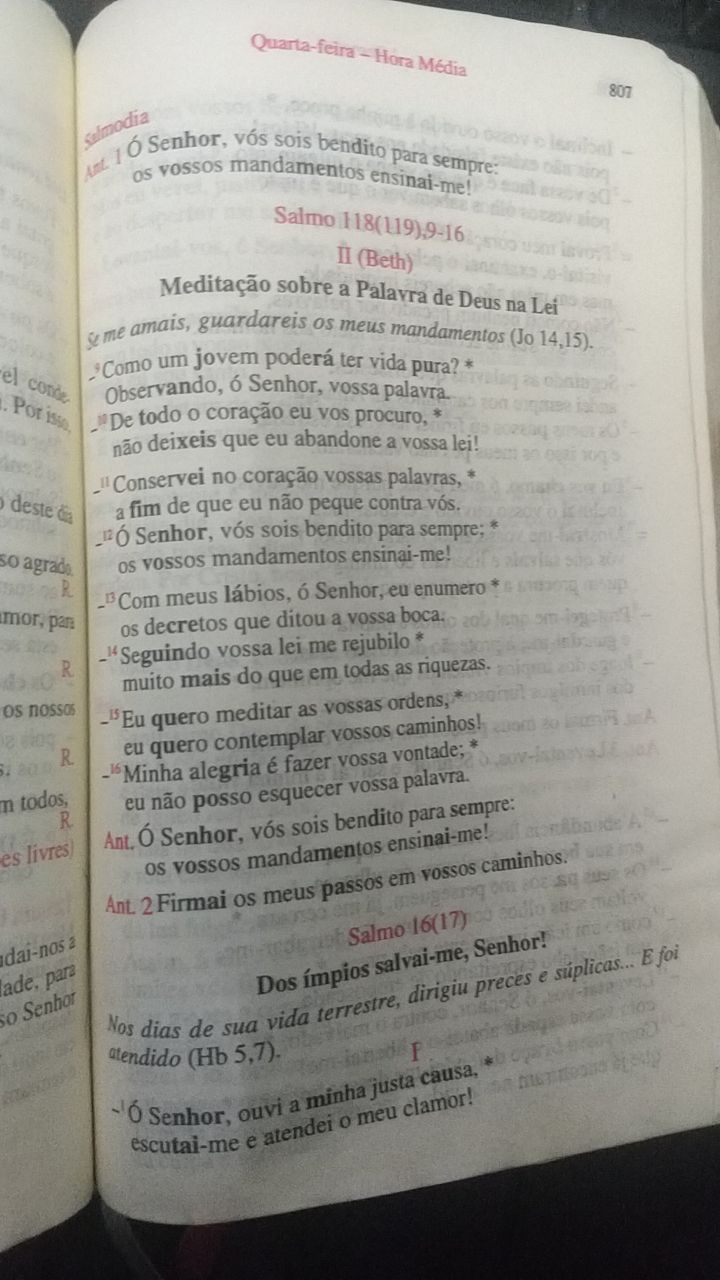 el conde
. Por isso,
deste dia
so agrada
R.
mor, para
R.
os nossos
R.
m todos,
R.
es livres)
dai-nos a
dade, para
so Senhor
Quarta-feira – Hora Média
807
Salmodia
Ant. 1 Ó Senhor, vós sois bendito para sempre:
os vossos mandamentos ensinai-me!
Salmo 118(119),9-16
II (Beth)
Meditação sobre a Palavra de Deus na Lei
Se me amais, guardareis os meus mandamentos (Jo 14,15).
–9 Como um jovem poderá ter vida pura? *
Observando, ó Senhor, vossa palavra.
–10 De todo o coração eu vos procuro, *
não deixeis que eu abandone a vossa lei!
–11 Conservei no coração vossas palavras, *
a fim de que eu não peque contra vós.
–12 Ó Senhor, vós sois bendito para sempre; *
os vossos mandamentos ensinai-me!
–13 Com meus lábios, ó Senhor, eu enumero *
os decretos que ditou a vossa boca.
–14 Seguindo vossa lei me rejubilo *
muito mais do que em todas as riquezas.
–15 Eu quero meditar as vossas ordens, *
eu quero contemplar vossos caminhos!
–16 Minha alegria é fazer vossa vontade; *
eu não posso esquecer vossa palavra.
Ant. Ó Senhor, vós sois bendito para sempre:
os vossos mandamentos ensinai-me!
Ant. 2 Firmai os meus passos em vossos caminhos.
Salmo 16(17)
Dos ímpios salvai-me, Senhor!
Nos dias de sua vida terrestre, dirigiu preces e súplicas... E foi
atendido (Hb 5,7).
I
–1 Ó Senhor, ouvi a minha justa causa, *
escutai-me e atendei o meu clamor!